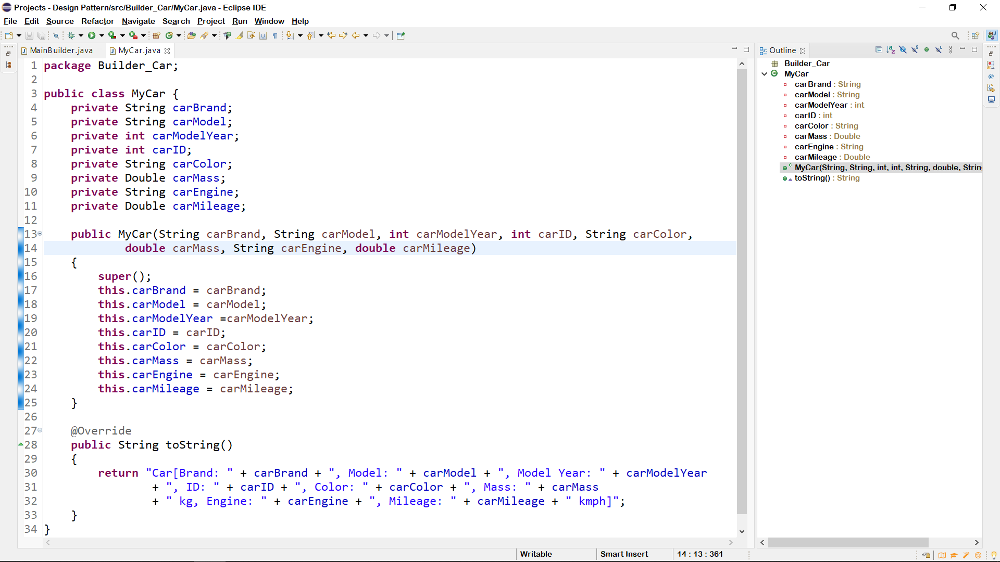 Projects - Design Pattern/src/Builder_Car/MyCar.java - Eclipse IDE
File Edit Source Refactor Navigate Search Project Run Window Help
MainBuilder.java MyCar.java
1 package Builder_Car;
2
3 public class MyCar {
4 private String carBrand;
5 private String carModel;
6 private int carModelYear;
7 private int carID;
8 private String carColor;
9 private Double carMass;
10 private String carEngine;
11 private Double carMileage;
12
13 public MyCar(String carBrand, String carModel, int carModelYear, int carID, String carColor,
14 double carMass, String carEngine, double carMileage)
15 {
16 super();
17 this.carBrand = carBrand;
18 this.carModel = carModel;
19 this.carModelYear =carModelYear;
20 this.carID = carID;
21 this.carColor = carColor;
22 this.carMass = carMass;
23 this.carEngine = carEngine;
24 this.carMileage = carMileage;
25 }
26
27 @Override
28 public String toString()
29 {
30 return "Car[Brand: " + carBrand + ", Model: " + carModel + ", Model Year: " + carModelYear
31 + ", ID: " + carID + ", Color: " + carColor + ", Mass: " + carMass
32 + " kg, Engine: " + carEngine + ", Mileage: " + carMileage + " kmph]";
33 }
34 }
Outline
Builder_Car
MyCar
carBrand : String
carModel : String
carModelYear : int
carID : int
carColor : String
carMass : Double
carEngine : String
carMileage : Double
MyCar(String, String, int, int, String, double, Strin
toString() : String
Writable Smart Insert 14 : 13 : 361